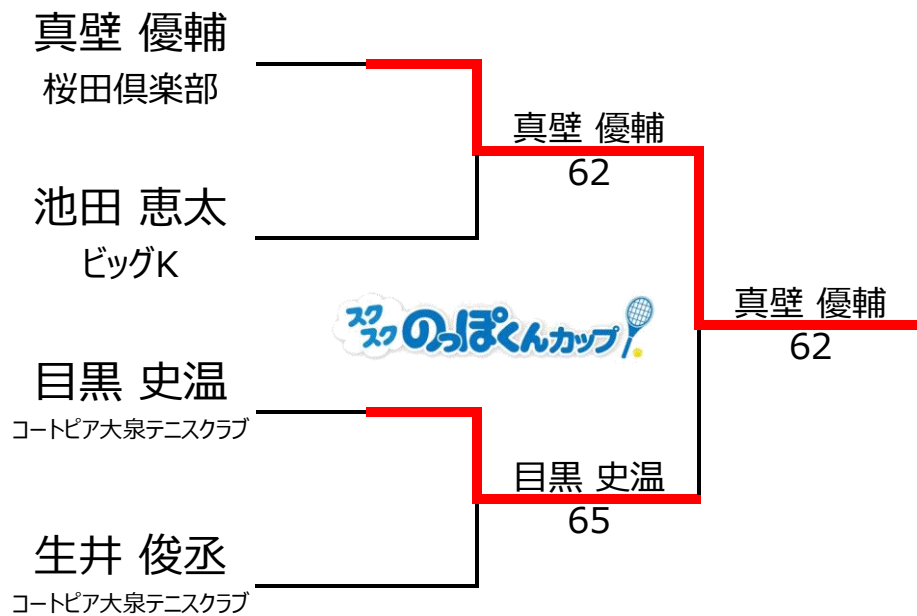 真壁 優輔
桜田倶楽部
真壁 優輔
62
池田 恵太
ビッグK
スクスク のっぽくんカップ
真壁 優輔
62
目黒 史温
コートピア大泉テニスクラブ
目黒 史温
65
生井 俊丞
コートピア大泉テニスクラブ